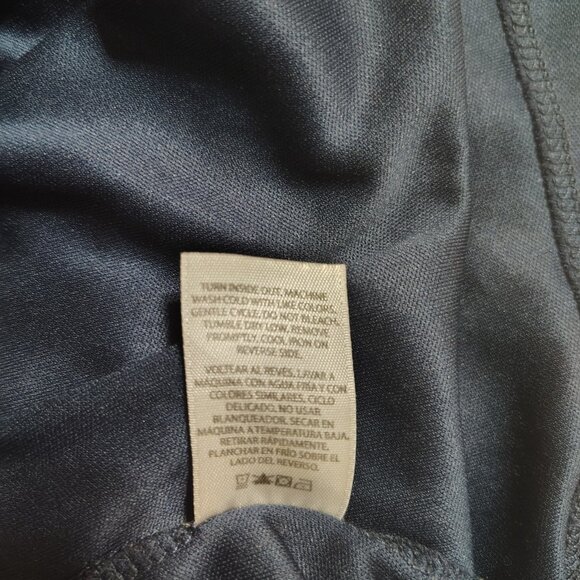 TURN INSIDE OUT, MACHINE
WASH COLD WITH LIKE COLORS,
GENTLE CYCLE, DO NOT BLEACH,
TUMBLE DRY LOW, REMOVE
PROMPTLY, COOL IRON ON
REVERSE SIDE.
VOLTEAR AL REVÉS, LAVAR A
MÁQUINA CON AGUA FRÍA Y CON
COLORES SIMILARES, CICLO
DELICADO. NO USAR
BLANQUEADOR. SECAR EN
MÁQUINA A TEMPERATURA BAJA.
RETIRAR RÁPIDAMENTE.
PLANCHAR EN FRÍO SOBRE EL
LADO DEL REVERSO.